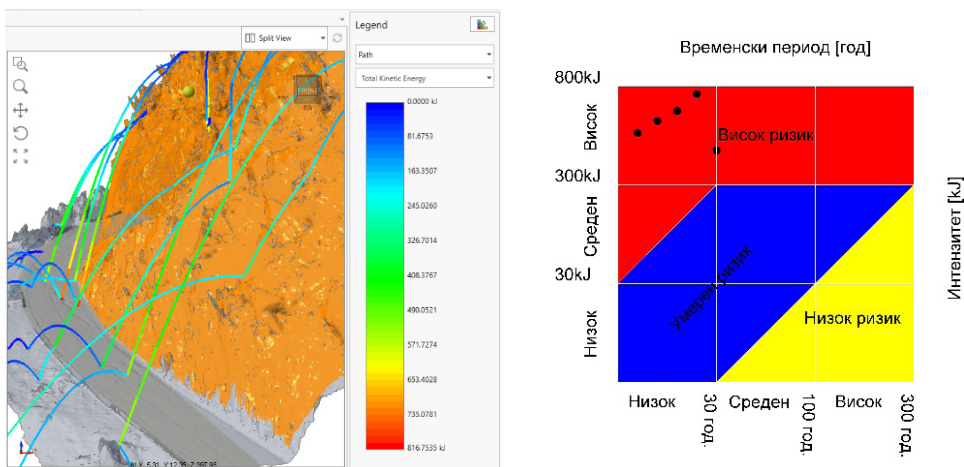 Split View
Legend
Path
Total Kinetic Energy
FRONT
0.0000 kJ
81.6753
163.3507
245.0260
326.7014
408.3767
490.0521
571.7274
653.4028
735.0781
816.7535 kJ
Временски период [год]
800kJ
Висок
Висок ризик
300kJ
Среден
30kJ
Умерен ризик
Низок
Низок ризик
Интензитет [kJ]
Низок
30 год.
Среден
100 год.
Висок
300 год.